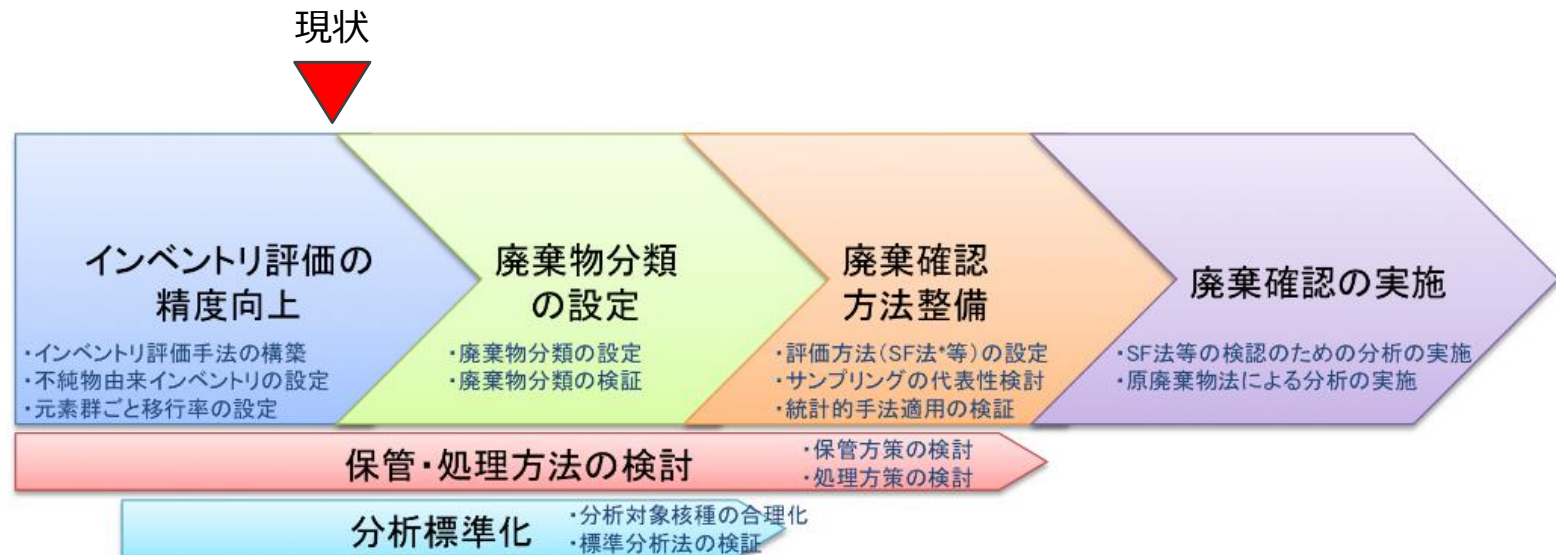 現状
インベントリ評価の
精度向上
・インベントリ評価手法の構築
・不純物由来インベントリの設定
・元素群ごと移行率の設定
廃棄物分類
の設定
・廃棄物分類の設定
・廃棄物分類の検証
廃棄確認
方法整備
・評価方法(SF法*等)の設定
・サンプリングの代表性検討
・統計的手法適用の検証
廃棄確認の実施
・SF法等の検認のための分析の実施
・原廃棄物法による分析の実施
保管・処理方法の検討
・保管方策の検討
・処理方策の検討
分析標準化
・分析対象核種の合理化
・標準分析法の検証